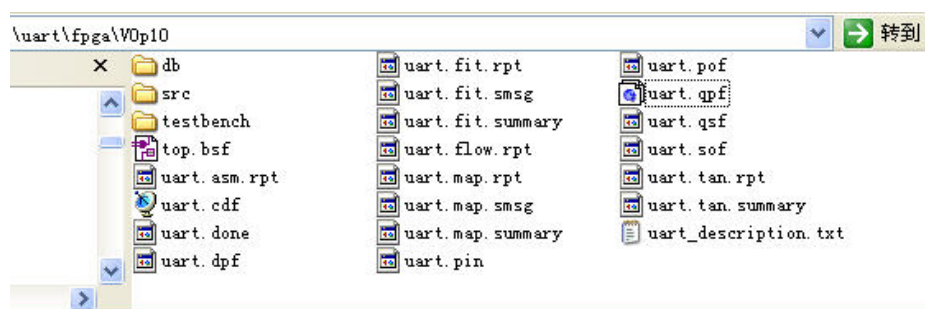 \uart\fpga\V0p10
转到
db
src
testbench
top.bsf
uart.asm.rpt
uart.cdf
uart.done
uart.dpf
uart.fit.rpt
uart.fit.smsg
uart.fit.summary
uart.flow.rpt
uart.map.rpt
uart.map.smsg
uart.map.summary
uart.pin
uart.pof
uart.qpf
uart.qsf
uart.sof
uart.tan.rpt
uart.tan.summary
uart_description.txt